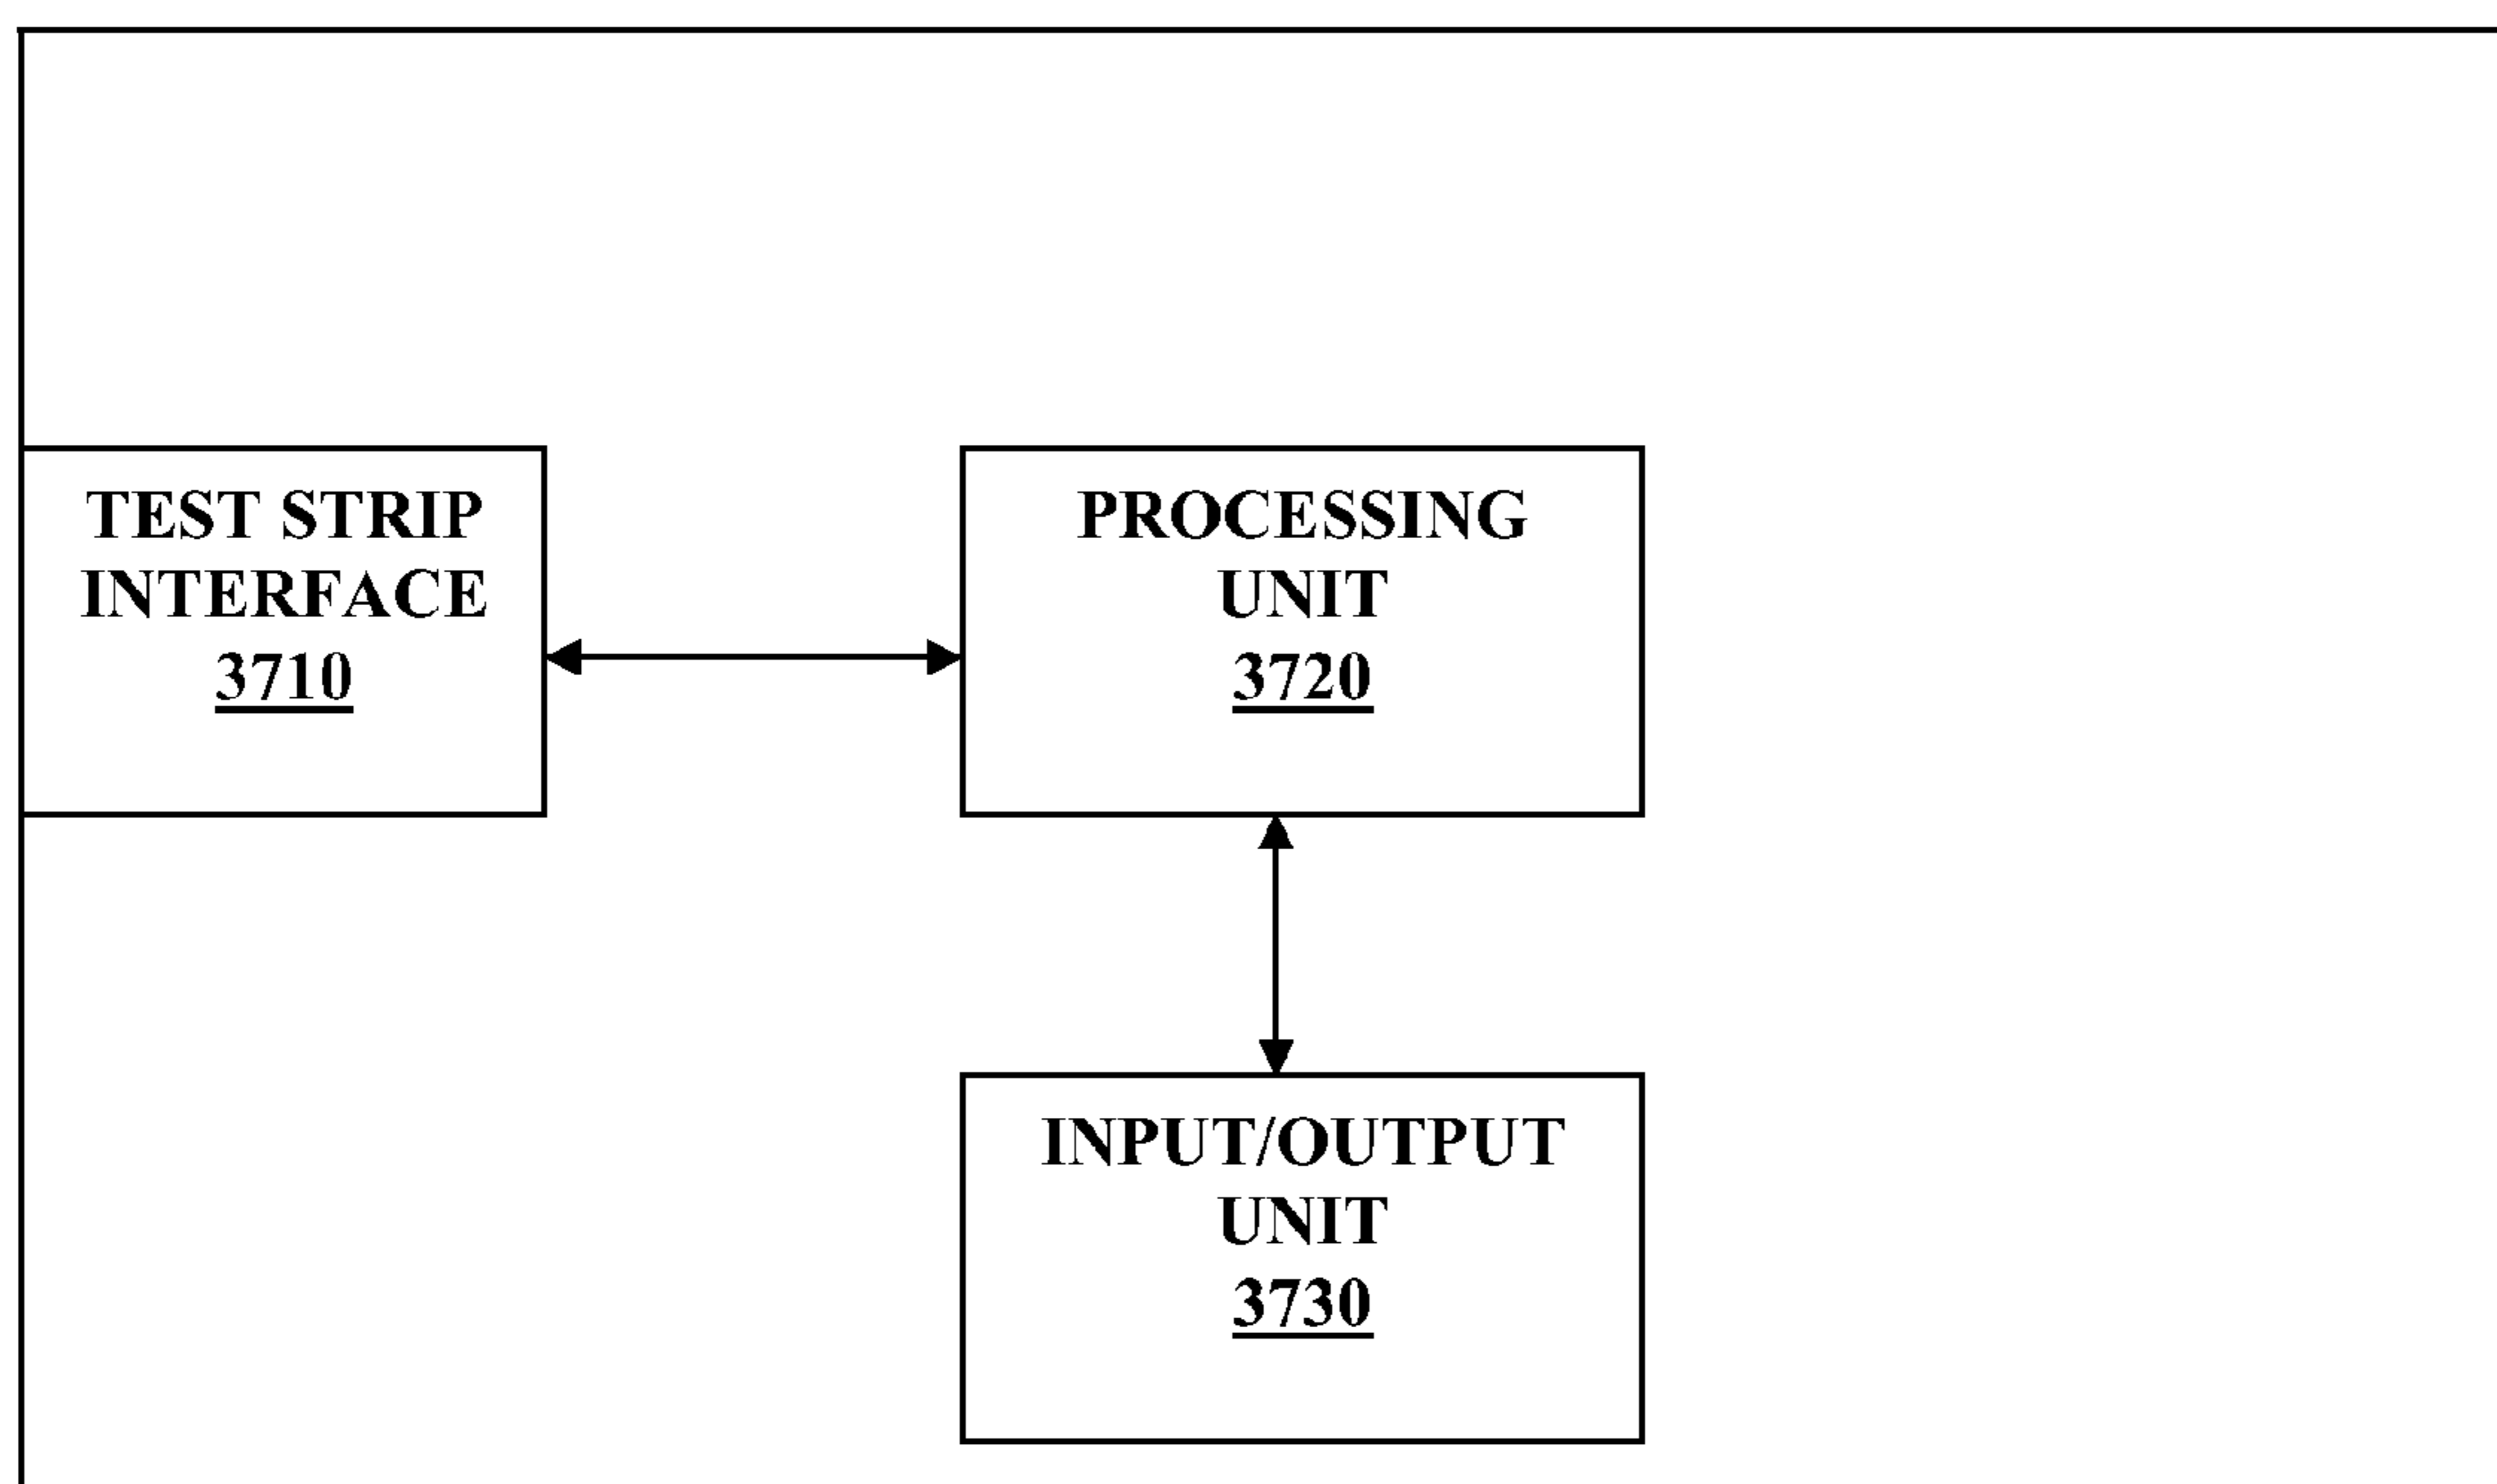 TEST STRIP
INTERFACE
3710
PROCESSING
UNIT
3720
INPUT/OUTPUT
UNIT
3730